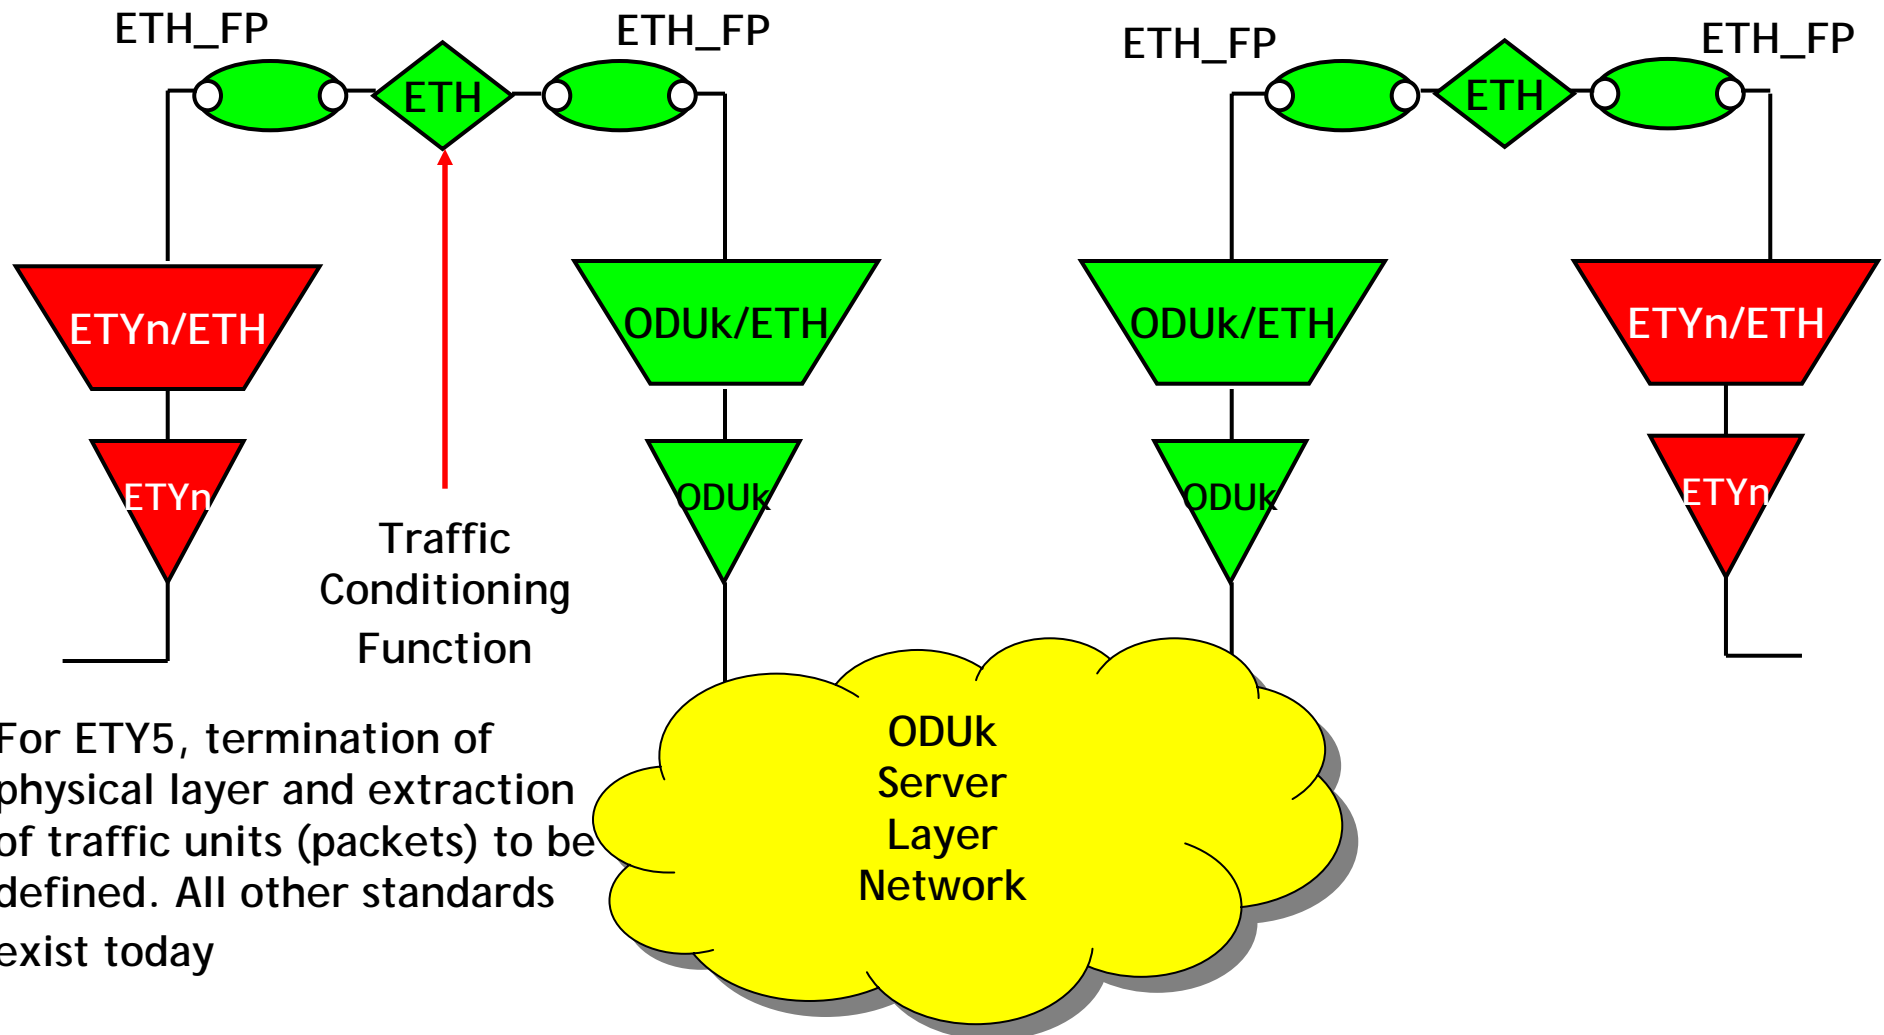 ETH_FP
ETH_FP
ETH_FP
ETH_FP
ETH
ETH
ETYn/ETH
ODUk/ETH
ODUk/ETH
ETYn/ETH
ETYn
ODUk
ODUk
ETYn
Traffic
Conditioning
Function
For ETY5, termination of
physical layer and extraction
of traffic units (packets) to be
defined. All other standards
exist today
ODUk
Server
Layer
Network